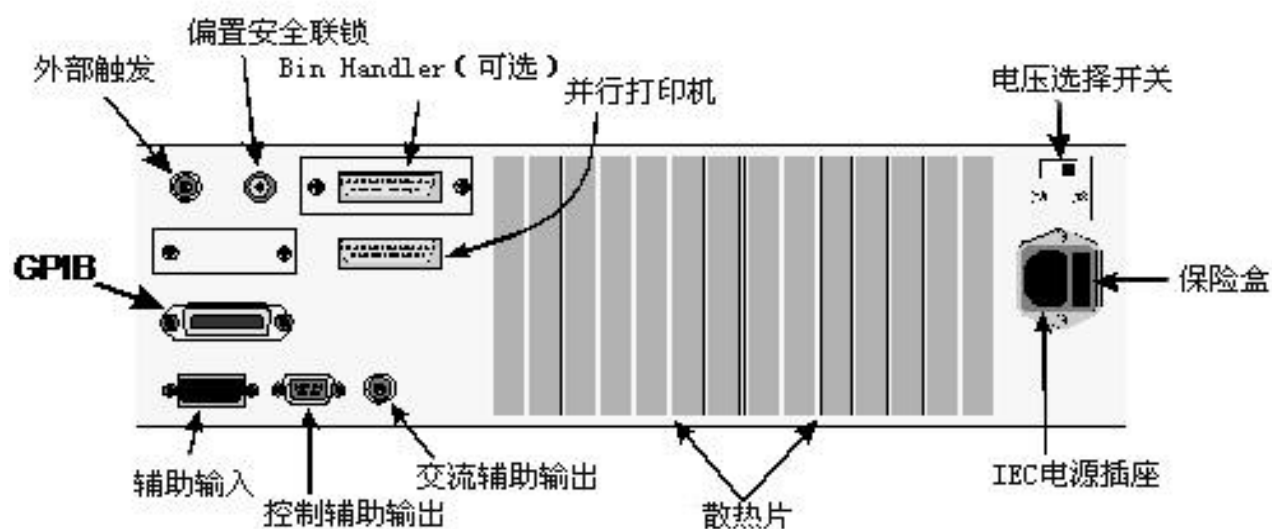 偏置安全联锁
外部触发
Bin Handler(可选)
并行打印机
电压选择开关
GPIB
保险盒
辅助输入
控制辅助输出
交流辅助输出
散热片
IEC电源插座